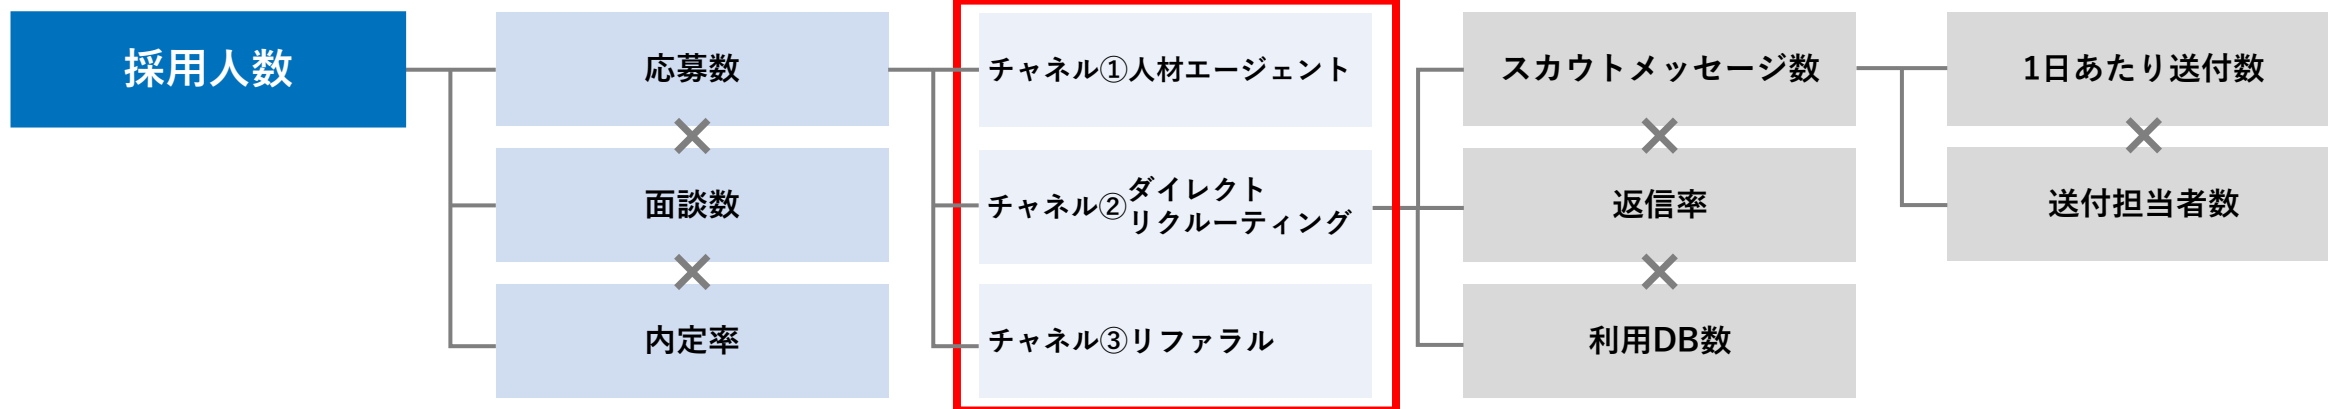 採用人数
応募数
面談数
内定率
チャネル①人材エージェント
チャネル②ダイレクト
リクルーティング
チャネル③リファラル
スカウトメッセージ数
返信率
利用DB数
1日あたり送付数
送付担当者数